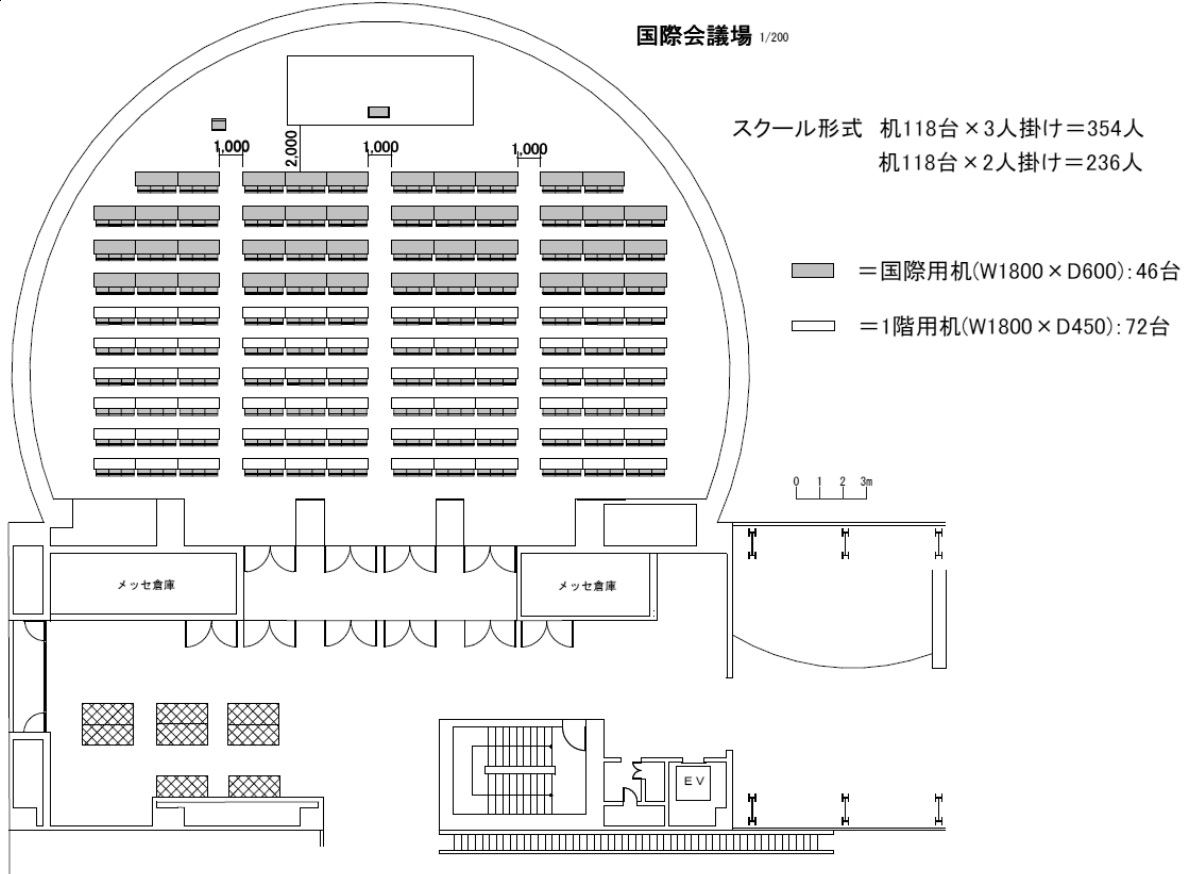 国際会議場 1/200
スクール形式 机118台×3人掛け=354人
机118台×2人掛け=236人
1,000
2,000
1,000
1,000
=国際用机(W1800×D600):46台
=1階用机(W1800×D450):72台
0 1 2 3m
メッセ倉庫
メッセ倉庫
EV